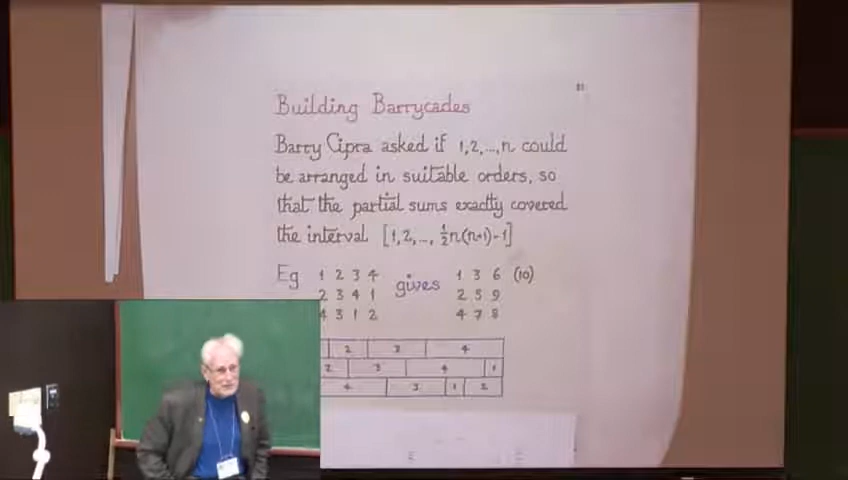 Building Barrycades
Barry Cipra asked if 1,2,...,n could
be arranged in suitable orders, so
that the partial sums exactly covered
the interval [1,2,..., ½n(n+1)-1]
Eg 1 2 3 4 gives 1 3 6 (10)
2 3 4 1 2 5 9
4 3 1 2 4 7 8
2 3 4
2 3 4 1
4 3 1 2